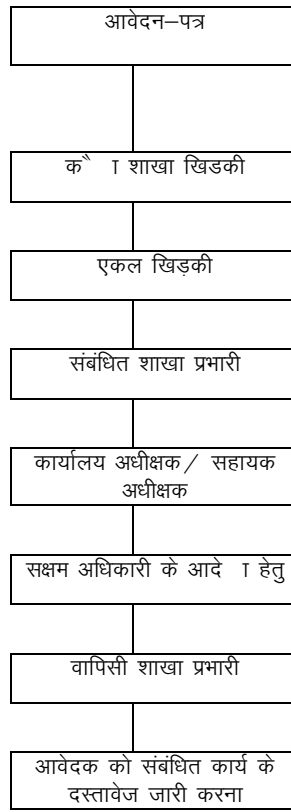 आवेदन–पत्र
शाखा खिडकी
एकल खिड़की
संबंधित शाखा प्रभारी
कार्यालय अधीक्षक/ सहायक
अधीक्षक
सक्षम अधिकारी के हेतु
वापिसी शाखा प्रभारी
आवेदक को संबंधित कार्य के
दस्तावेज जारी करना